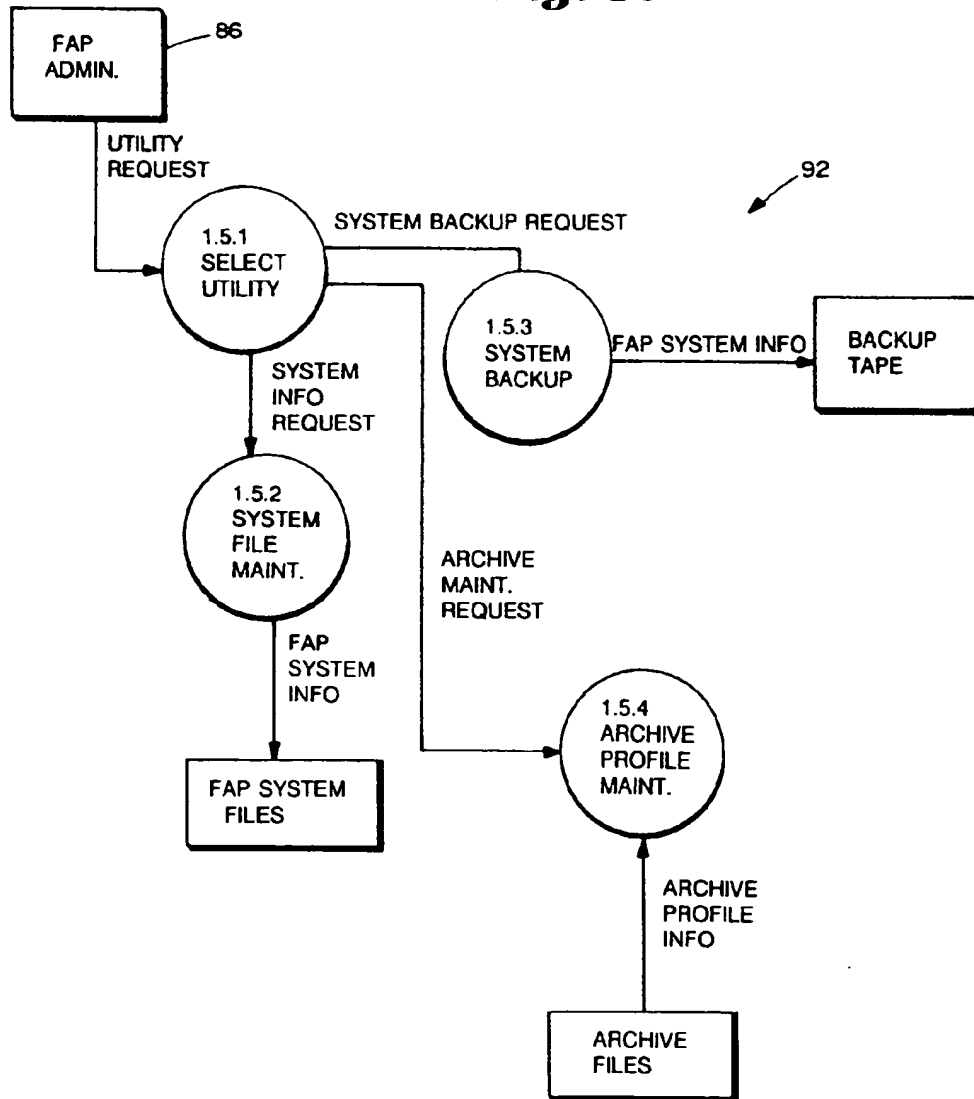 FAP
ADMIN.
86
UTILITY
REQUEST
92
SYSTEM BACKUP REQUEST
1.5.1
SELECT
UTILITY
1.5.3
SYSTEM
BACKUP
FAP SYSTEM INFO
BACKUP
TAPE
SYSTEM
INFO
REQUEST
1.5.2
SYSTEM
FILE
MAINT.
ARCHIVE
MAINT.
REQUEST
FAP
SYSTEM
INFO
1.5.4
ARCHIVE
PROFILE
MAINT.
FAP SYSTEM
FILES
ARCHIVE
PROFILE
INFO
ARCHIVE
FILES